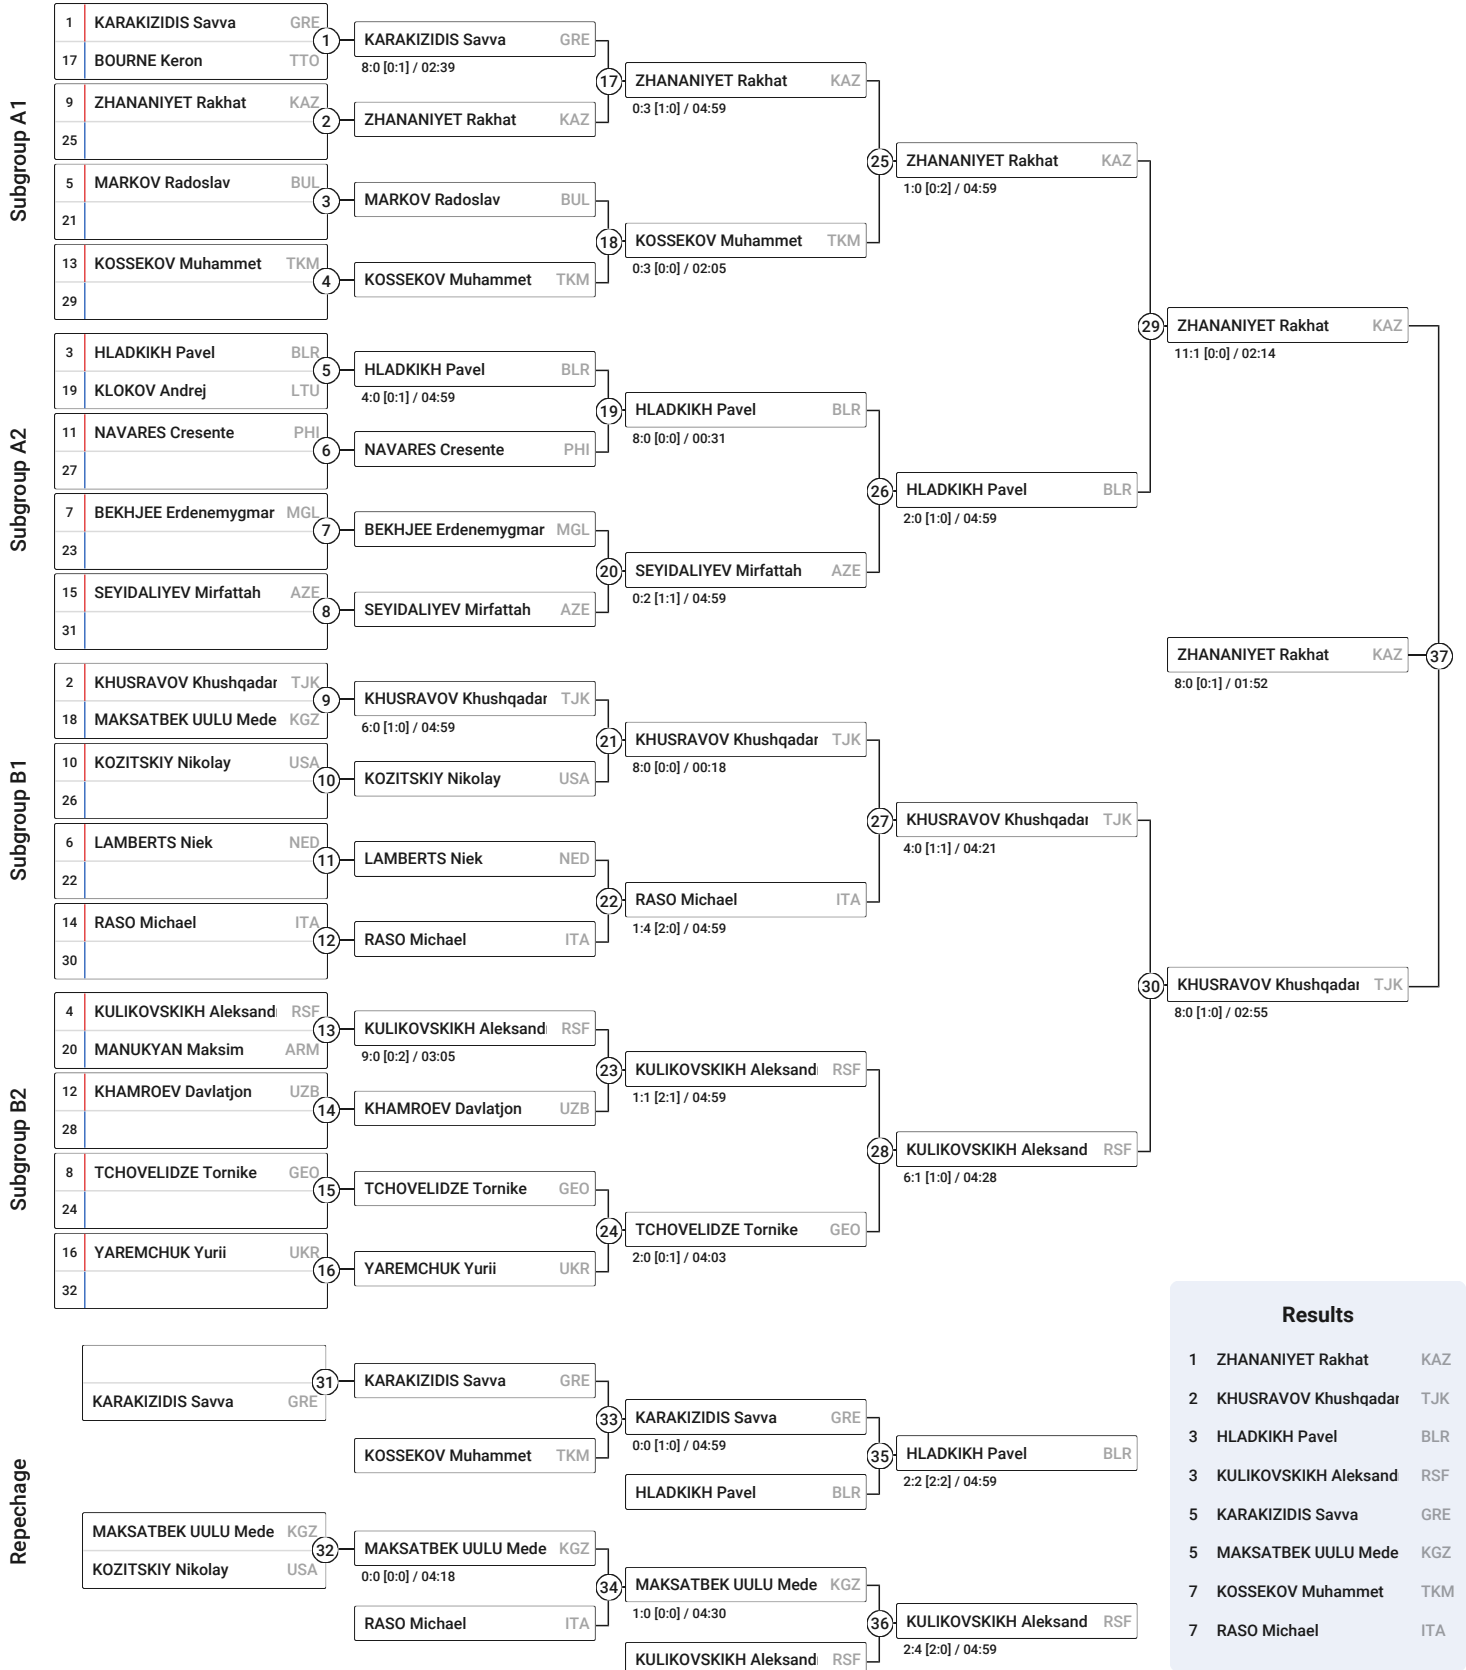 Subgroup A1
1 KARAKIZIDIS Savva GRE
17 BOURNE Keron TTO
1
9 ZHANANIYET Rakhat KAZ
25
2
5 MARKOV Radoslav BUL
21
3
13 KOSSEKOV Muhammet TKM
29
4
KARAKIZIDIS Savva GRE
8:0 [0:1] / 02:39
ZHANANIYET Rakhat KAZ
17
MARKOV Radoslav BUL
KOSSEKOV Muhammet TKM
18
ZHANANIYET Rakhat KAZ
0:3 [1:0] / 04:59
KOSSEKOV Muhammet TKM
0:3 [0:0] / 02:05
25
ZHANANIYET Rakhat KAZ
1:0 [0:2] / 04:59
Subgroup A2
3 HLADKIKH Pavel BLR
19 KLOKOV Andrej LTU
5
11 NAVARES Cresente PHI
27
6
7 BEKHJEE Erdenemygmar MGL
23
7
15 SEYIDALIYEV Mirfattah AZE
31
8
HLADKIKH Pavel BLR
4:0 [0:1] / 04:59
NAVARES Cresente PHI
19
BEKHJEE Erdenemygmar MGL
SEYIDALIYEV Mirfattah AZE
20
HLADKIKH Pavel BLR
8:0 [0:0] / 00:31
SEYIDALIYEV Mirfattah AZE
0:2 [1:1] / 04:59
26
HLADKIKH Pavel BLR
2:0 [1:0] / 04:59
29
ZHANANIYET Rakhat KAZ
11:1 [0:0] / 02:14
Subgroup B1
2 KHUSRAVOV Khushqadar TJK
18 MAKSATBEK UULU Mede KGZ
9
10 KOZITSKIY Nikolay USA
26
10
6 LAMBERTS Niek NED
22
11
14 RASO Michael ITA
30
12
KHUSRAVOV Khushqadar TJK
6:0 [1:0] / 04:59
KOZITSKIY Nikolay USA
21
LAMBERTS Niek NED
RASO Michael ITA
22
KHUSRAVOV Khushqadar TJK
8:0 [0:0] / 00:18
RASO Michael ITA
1:4 [2:0] / 04:59
27
KHUSRAVOV Khushqadar TJK
4:0 [1:1] / 04:21
Subgroup B2
4 KULIKOVSKIKH Aleksand RSF
20 MANUKYAN Maksim ARM
13
12 KHAMROEV Davlatjon UZB
28
14
8 TCHOVELIDZE Tornike GEO
24
15
16 YAREMCHUK Yurii UKR
32
16
KULIKOVSKIKH Aleksand RSF
9:0 [0:2] / 03:05
KHAMROEV Davlatjon UZB
23
TCHOVELIDZE Tornike GEO
YAREMCHUK Yurii UKR
24
KULIKOVSKIKH Aleksand RSF
1:1 [2:1] / 04:59
TCHOVELIDZE Tornike GEO
2:0 [0:1] / 04:03
28
KULIKOVSKIKH Aleksand RSF
6:1 [1:0] / 04:28
30
KHUSRAVOV Khushqadar TJK
8:0 [1:0] / 02:55
ZHANANIYET Rakhat KAZ
8:0 [0:1] / 01:52
37
Repechage
KARAKIZIDIS Savva GRE
31
KARAKIZIDIS Savva GRE
KOSSEKOV Muhammet TKM
33
KARAKIZIDIS Savva GRE
0:0 [1:0] / 04:59
HLADKIKH Pavel BLR
35
HLADKIKH Pavel BLR
2:2 [2:2] / 04:59
MAKSATBEK UULU Mede KGZ
KOZITSKIY Nikolay USA
32
MAKSATBEK UULU Mede KGZ
0:0 [0:0] / 04:18
RASO Michael ITA
34
MAKSATBEK UULU Mede KGZ
1:0 [0:0] / 04:30
KULIKOVSKIKH Aleksand RSF
36
KULIKOVSKIKH Aleksand RSF
2:4 [2:0] / 04:59
Results
1 ZHANANIYET Rakhat KAZ
2 KHUSRAVOV Khushqadar TJK
3 HLADKIKH Pavel BLR
3 KULIKOVSKIKH Aleksand RSF
5 KARAKIZIDIS Savva GRE
5 MAKSATBEK UULU Mede KGZ
7 KOSSEKOV Muhammet TKM
7 RASO Michael ITA